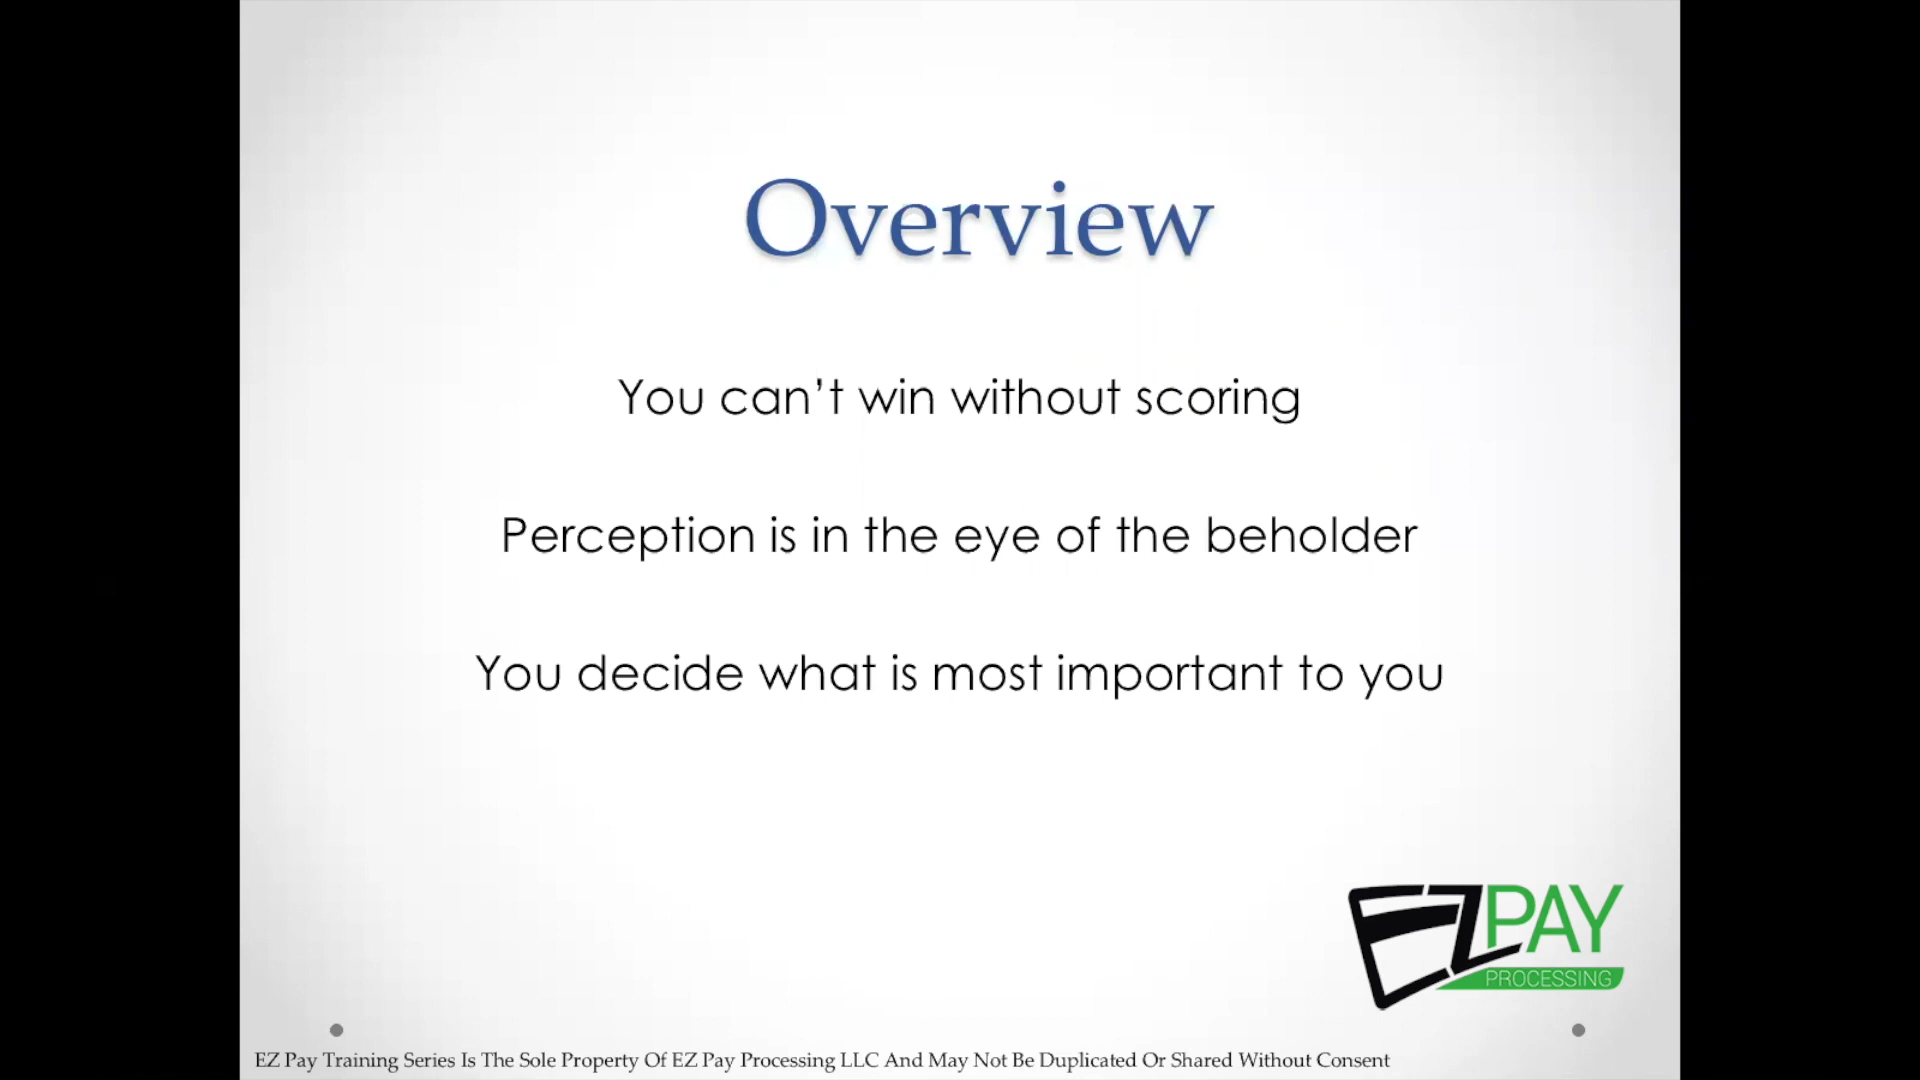 Overview
You can’t win without scoring
Perception is in the eye of the beholder
You decide what is most important to you
EZPAY
PROCESSING
EZ Pay Training Series Is The Sole Property Of EZ Pay Processing LLC And May Not Be Duplicated Or Shared Without Consent